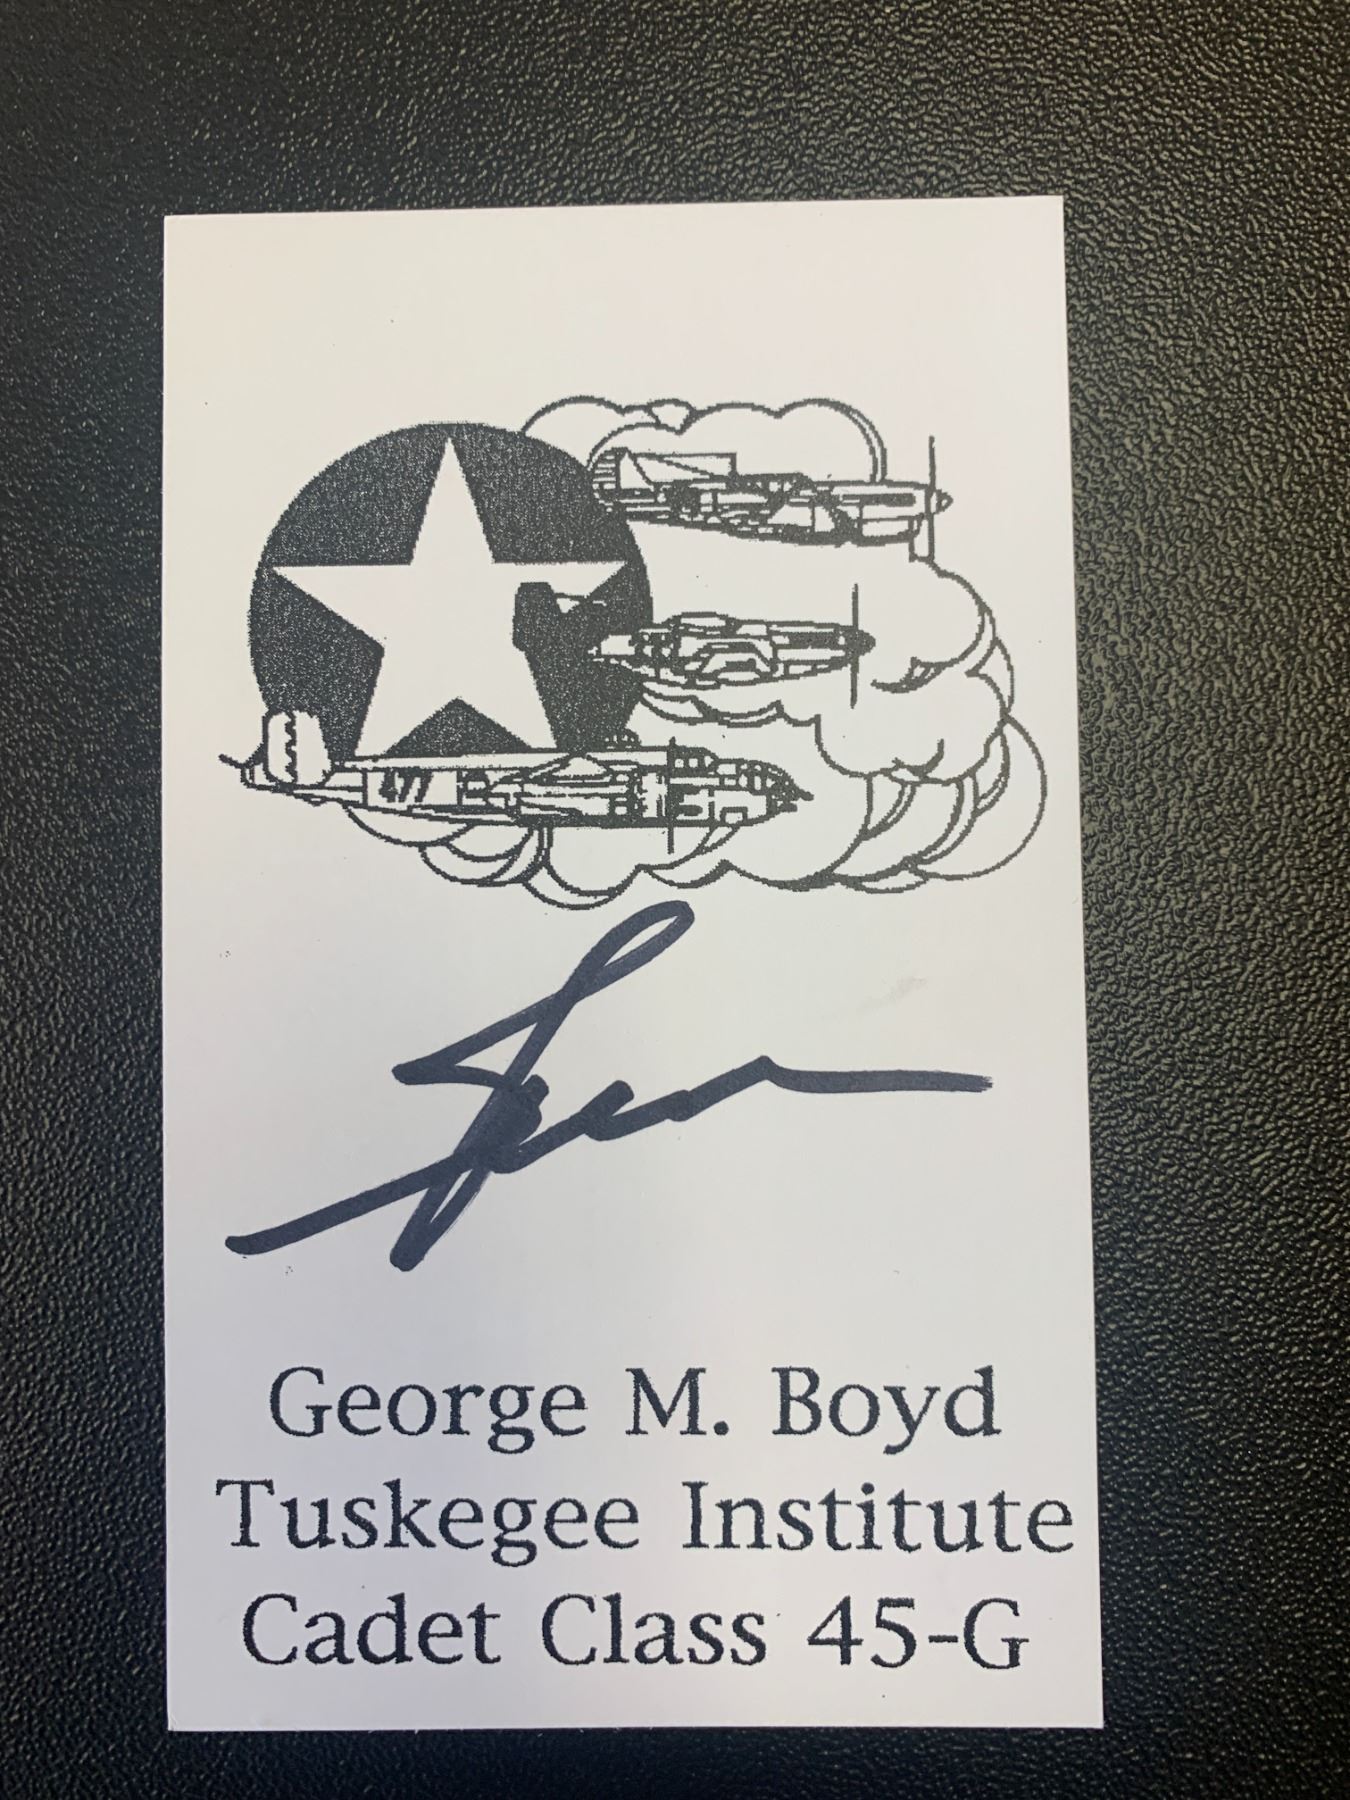 477
George M. Boyd
Tuskegee Institute
Cadet Class 45-G